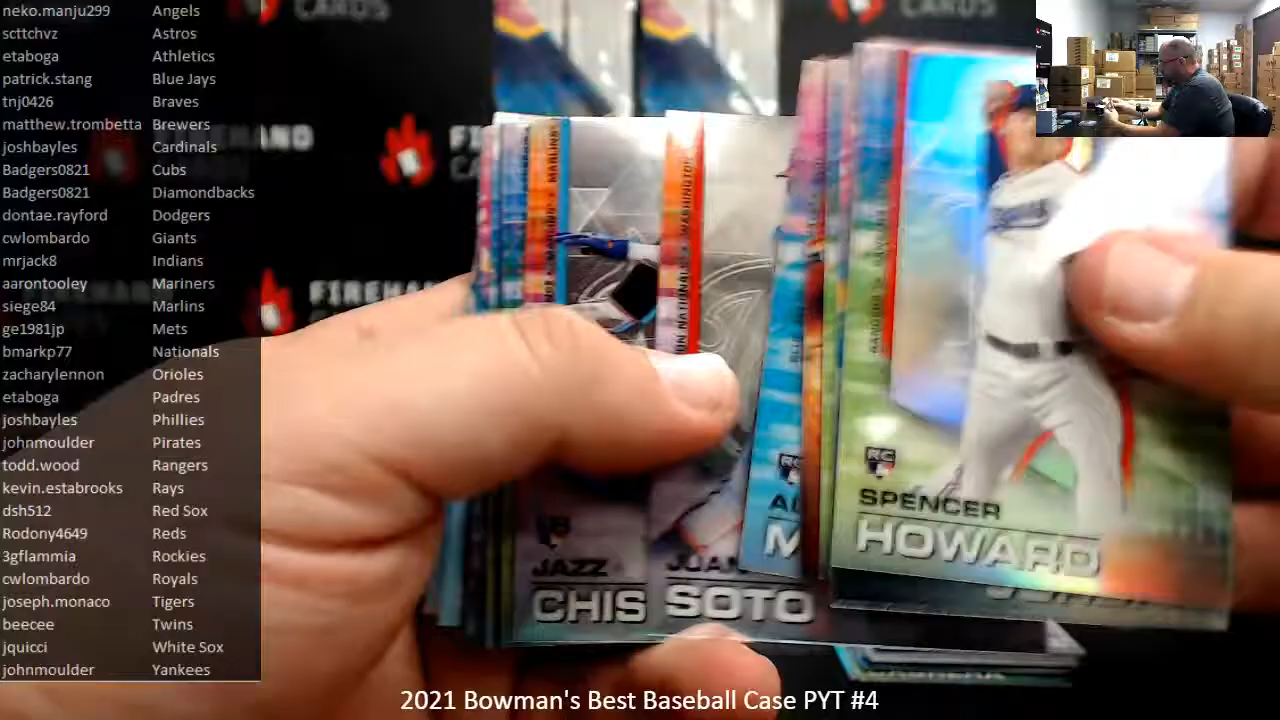 neko.manju299 Angels
scttchvz Astros
etaboga Athletics
patrick.stang Blue Jays
tnj0426 Braves
matthew.trombetta Brewers
joshbayles Cardinals
Badgers0821 Cubs
Badgers0821 Diamondbacks
dontae.rayford Dodgers
cwlombardo Giants
mrjack8 Indians
aarontooley Mariners
siege84 Marlins
ge1981jp Mets
bmarkp77 Nationals
zacharylennon Orioles
etaboga Padres
joshbayles Phillies
johnmoulder Pirates
todd.wood Rangers
kevin.estabrooks Rays
dsh512 Red Sox
Rodony4649 Reds
3gflammia Rockies
cwlombardo Royals
joseph.monaco Tigers
beecee Twins
jquicci White Sox
johnmoulder Yankees
CARDS
CARDS
FIREHAND
JAZZ
CHIS
JUAN
SOTO
RC
SPENCER
HOWARD
2021 Bowman's Best Baseball Case PYT #4